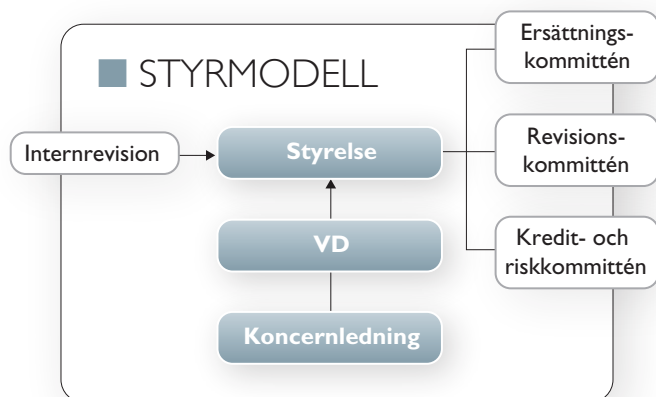 STYRMODELL
Ersättnings-
kommittén
Internrevision
Styrelse
Revisions-
kommittén
VD
Kredit- och
riskkommittén
Koncernledning